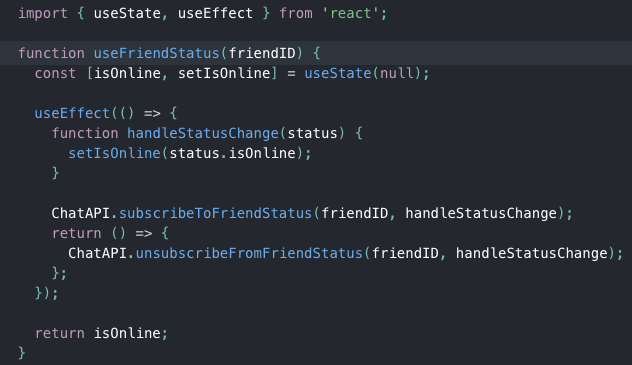 import { useState, useEffect } from 'react';

function useFriendStatus(friendID) {
  const [isOnline, setIsOnline] = useState(null);

  useEffect(() => {
    function handleStatusChange(status) {
      setIsOnline(status.isOnline);
    }

    ChatAPI.subscribeToFriendStatus(friendID, handleStatusChange);
    return () => {
      ChatAPI.unsubscribeFromFriendStatus(friendID, handleStatusChange);
    };
  });

  return isOnline;
}